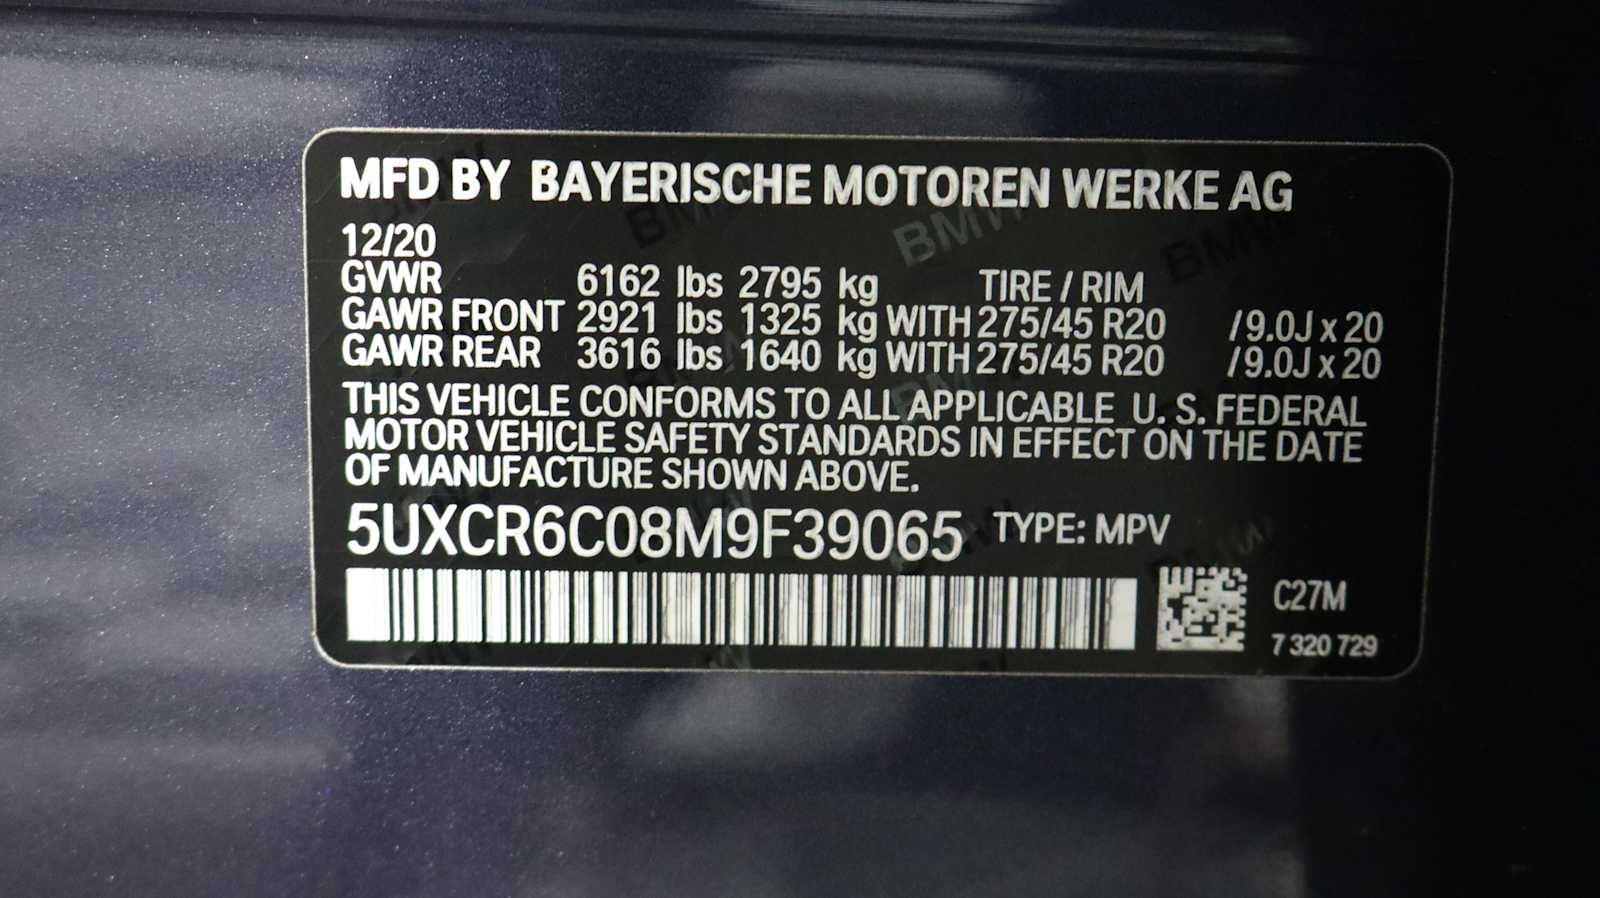 MFD BY BAYERISCHE MOTOREN WERKE AG
12/20
GVWR 6162 lbs 2795 kg TIRE / RIM
GAWR FRONT 2921 lbs 1325 kg WITH 275/45 R20 / 9.0J x 20
GAWR REAR 3616 lbs 1640 kg WITH 275/45 R20 / 9.0J x 20
THIS VEHICLE CONFORMS TO ALL APPLICABLE U. S. FEDERAL
MOTOR VEHICLE SAFETY STANDARDS IN EFFECT ON THE DATE
OF MANUFACTURE SHOWN ABOVE.
5UXCR6C08M9F39065 TYPE: MPV
C27M
7 320 729